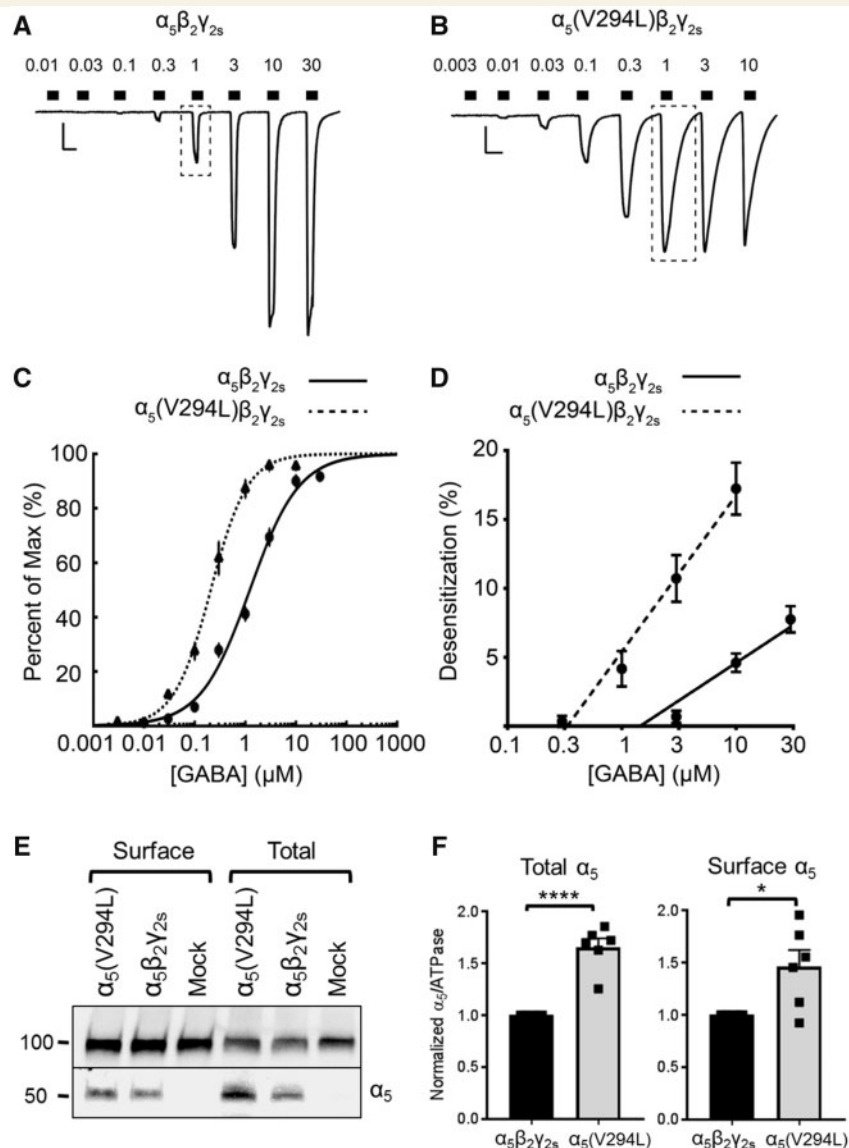 A
α5β2γ2s
0.01 0.03 0.1 0.3 1 3 10 30
B
α5(V294L)β2γ2s
0.003 0.01 0.03 0.1 0.3 1 3 10
C
α5β2γ2s
α5(V294L)β2γ2s
Percent of Max (%)
100
80
60
40
20
0.001 0.01 0.1 1 10 100 1000
[GABA] (μM)
D
α5β2γ2s
α5(V294L)β2γ2s
Desensitization (%)
20
15
10
5
0.1 0.3 1 3 10 30
[GABA] (μM)
E
Surface Total
α5(V294L) α5β2γ2s Mock α5(V294L) α5β2γ2s Mock
100
50
α5
F
Total α5
****
Normalized α5/ATPase
2.0
1.5
1.0
0.5
0.0
α5β2γ2s α5(V294L)
Surface α5
*
2.0
1.5
1.0
0.5
0.0
α5β2γ2s α5(V294L)